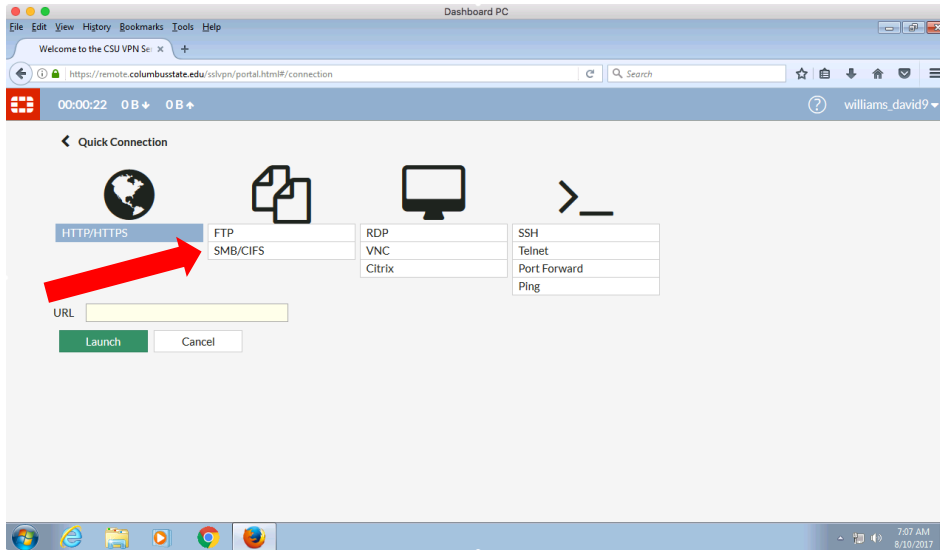 Dashboard PC
File Edit View History Bookmarks Tools Help
Welcome to the CSU VPN Ser × +
https://remote.columbusstate.edu/sslvpn/portal.html#/connection
Search
00:00:22 0 B 0 B
? williams_david9
Quick Connection
HTTP/HTTPS FTP RDP SSH
SMB/CIFS VNC Telnet
Citrix Port Forward
Ping
URL
Launch Cancel
7:07 AM
8/10/2017